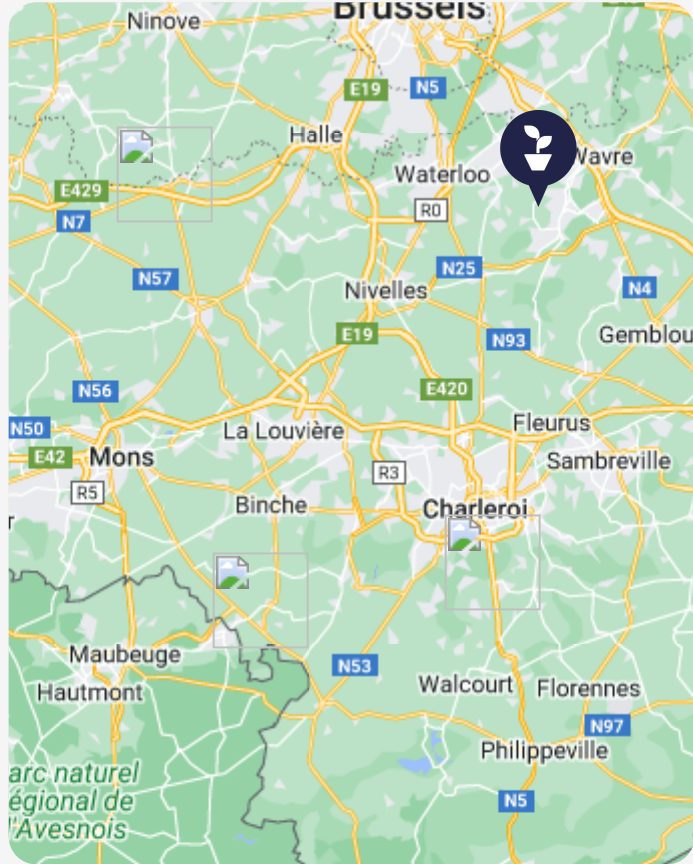 Brussels
Ninove
E19
N5
Halle
Wavre
Waterloo
E429
R0
N7
N25
N57
N4
Nivelles
E19
N93
Gemblou
E420
N56
Fleurus
N50
La Louvière
E42
Mons
Sambreville
R3
R5
Binche
Charleroi
r
Maubeuge
N53
Hautmont
Walcourt
Florennes
N97
Philippeville
arc naturel
égional de
l'Avesnois
N5